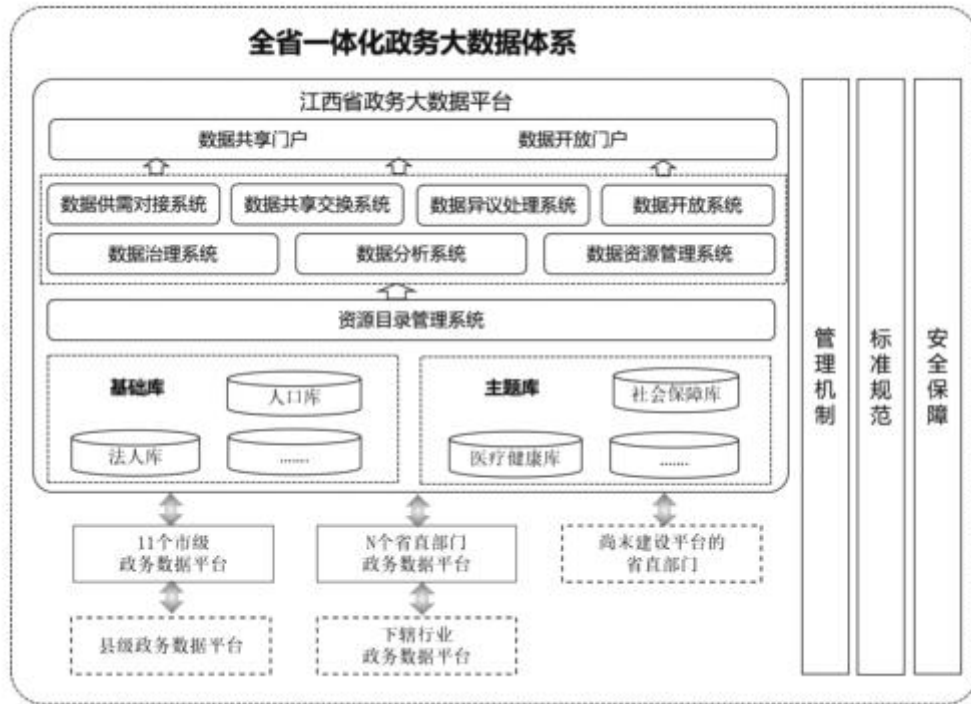 全省一体化政务大数据体系
江西省政务大数据平台
数据共享门户
数据开放门户
数据供需对接系统
数据共享交换系统
数据异议处理系统
数据开放系统
数据治理系统
数据分析系统
数据资源管理系统
资源目录管理系统
基础库
人口库
法人库
.......
主题库
社会保障库
医疗健康库
.......
11个市级
政务数据平台
N个省直部门
政务数据平台
尚未建设平台的
省直部门
县级政务数据平台
下辖行业
政务数据平台
管理机制
标准规范
安全保障